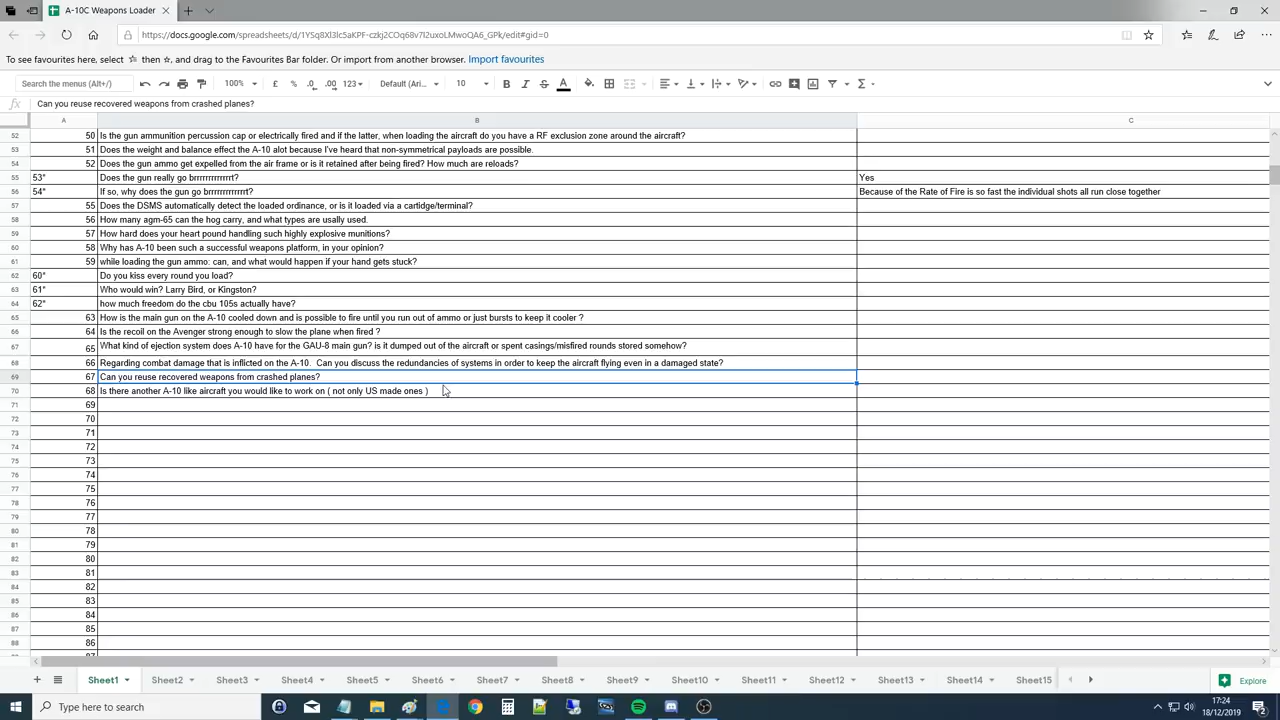 A-10C Weapons Loader
https://docs.google.com/spreadsheets/d/1YSq8Xl3lc5aKPF-czkj2COq68v7I2uxoLMwoQA6_GPk/edit#gid=0
To see favourites here, select ☆ then ☆, and drag to the Favourites Bar folder. Or import from another browser. Import favourites
Search the menus (Alt+/) 100% £ % .0 .00 123 Default (Ari... 10 B I S A
fx Can you reuse recovered weapons from crashed planes?
A B C
52 50 Is the gun ammunition percussion cap or electrically fired and if the latter, when loading the aircraft do you have a RF exclusion zone around the aircraft?
53 51 Does the weight and balance effect the A-10 alot because I've heard that non-symmetrical payloads are possible.
54 52 Does the gun ammo get expelled from the air frame or is it retained after being fired? How much are reloads?
55 53* Does the gun really go brrrrrrrrrrrrt? Yes
56 54* If so, why does the gun go brrrrrrrrrrrrt? Because of the Rate of Fire is so fast the individual shots all run close together
57 55 Does the DSMS automatically detect the loaded ordinance, or is it loaded via a cartidge/terminal?
58 56 How many agm-65 can the hog carry, and what types are usally used.
59 57 How hard does your heart pound handling such highly explosive munitions?
60 58 Why has A-10 been such a successful weapons platform, in your opinion?
61 59 while loading the gun ammo: can, and what would happen if your hand gets stuck?
62 60* Do you kiss every round you load?
63 61* Who would win? Larry Bird, or Kingston?
64 62* how much freedom do the cbu 105s actually have?
65 63 How is the main gun on the A-10 cooled down and is possible to fire until you run out of ammo or just bursts to keep it cooler ?
66 64 Is the recoil on the Avenger strong enough to slow the plane when fired ?
67 65 What kind of ejection system does A-10 have for the GAU-8 main gun? is it dumped out of the aircraft or spent casings/misfired rounds stored somehow?
68 66 Regarding combat damage that is inflicted on the A-10. Can you discuss the redundancies of systems in order to keep the aircraft flying even in a damaged state?
69 67 Can you reuse recovered weapons from crashed planes?
70 68 Is there another A-10 like aircraft you would like to work on ( not only US made ones )
71 69
72 70
73 71
74 72
75 73
76 74
77 75
78 76
79 77
80 78
81 79
82 80
83 81
84 82
85 83
86 84
87 85
88 86
87
Sheet1 Sheet2 Sheet3 Sheet4 Sheet5 Sheet6 Sheet7 Sheet8 Sheet9 Sheet10 Sheet11 Sheet12 Sheet13 Sheet14 Sheet15 Explore
Type here to search
17:24
18/12/2019
2